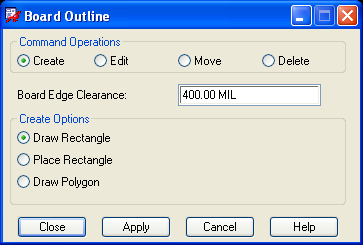 Board Outline
Command Operations
Create Edit Move Delete
Board Edge Clearance: 400.00 MIL
Create Options
Draw Rectangle
Place Rectangle
Draw Polygon
Close Apply Cancel Help